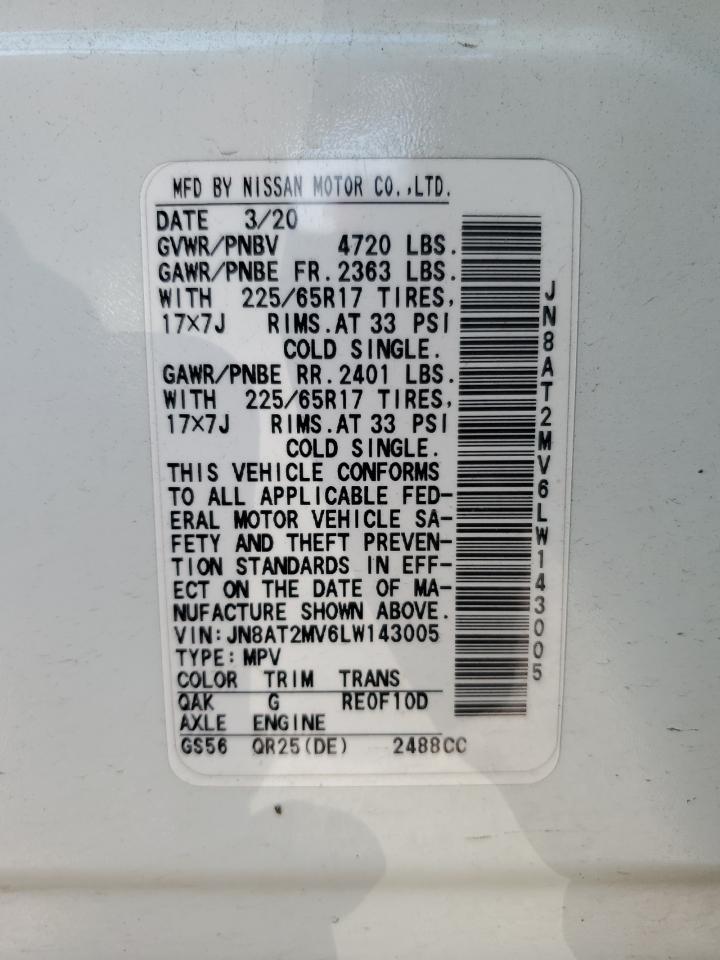 MFD BY NISSAN MOTOR CO.,LTD.
DATE 3/20
GVWR/PNBV 4720 LBS.
GAWR/PNBE FR.2363 LBS.
WITH 225/65R17 TIRES,
17×7J RIMS.AT 33 PSI
COLD SINGLE.
GAWR/PNBE RR.2401 LBS.
WITH 225/65R17 TIRES,
17×7J RIMS.AT 33 PSI
COLD SINGLE.
THIS VEHICLE CONFORMS
TO ALL APPLICABLE FED-
ERAL MOTOR VEHICLE SA-
FETY AND THEFT PREVEN-
TION STANDARDS IN EFF-
ECT ON THE DATE OF MA-
NUFACTURE SHOWN ABOVE.
VIN:JN8AT2MV6LW143005
TYPE:MPV
COLOR TRIM TRANS
QAK G RE0F10D
AXLE ENGINE
GS56 QR25(DE) 2488CC
JN8AT2MV6LW143005